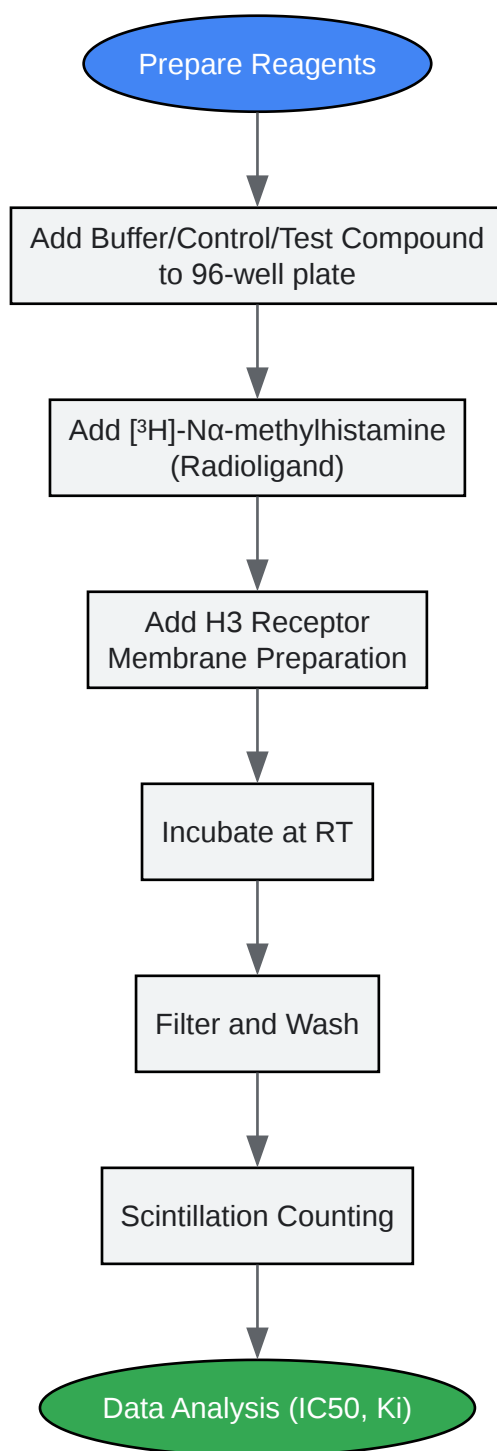 Prepare Reagents
Add Buffer/Control/Test Compound
to 96-well plate
Add [³H]-Nα-methylhistamine
(Radioligand)
Add H3 Receptor
Membrane Preparation
Incubate at RT
Filter and Wash
Scintillation Counting
Data Analysis (IC50, Ki)